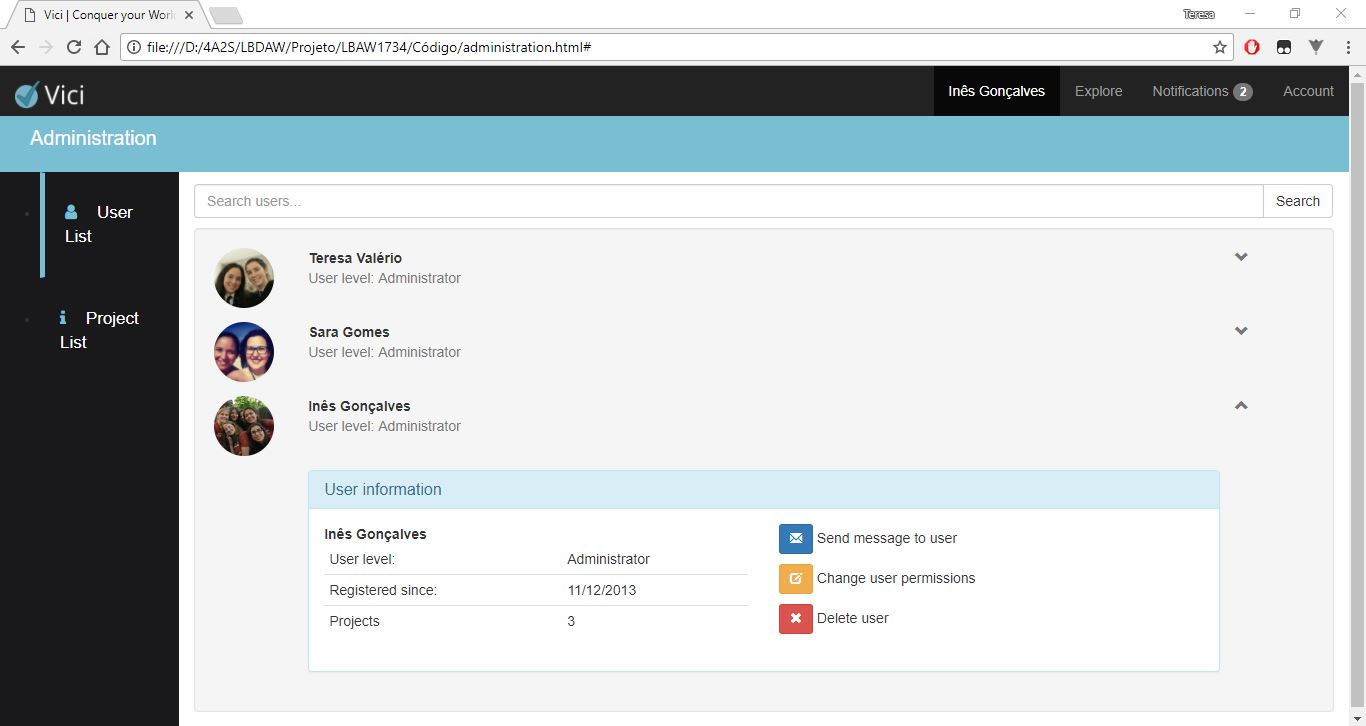 Vici | Conquer your Worl
Teresa
file:///D:/4A2S/LBDAW/Projeto/LBAW1734/Código/administration.html#
Vici
Inês Gonçalves
Explore
Notifications 2
Account
Administration
User
List
Project
List
Search users...
Search
Teresa Valério
User level: Administrator
Sara Gomes
User level: Administrator
Inês Gonçalves
User level: Administrator
User information
Inês Gonçalves
User level: Administrator
Registered since: 11/12/2013
Projects 3
Send message to user
Change user permissions
Delete user